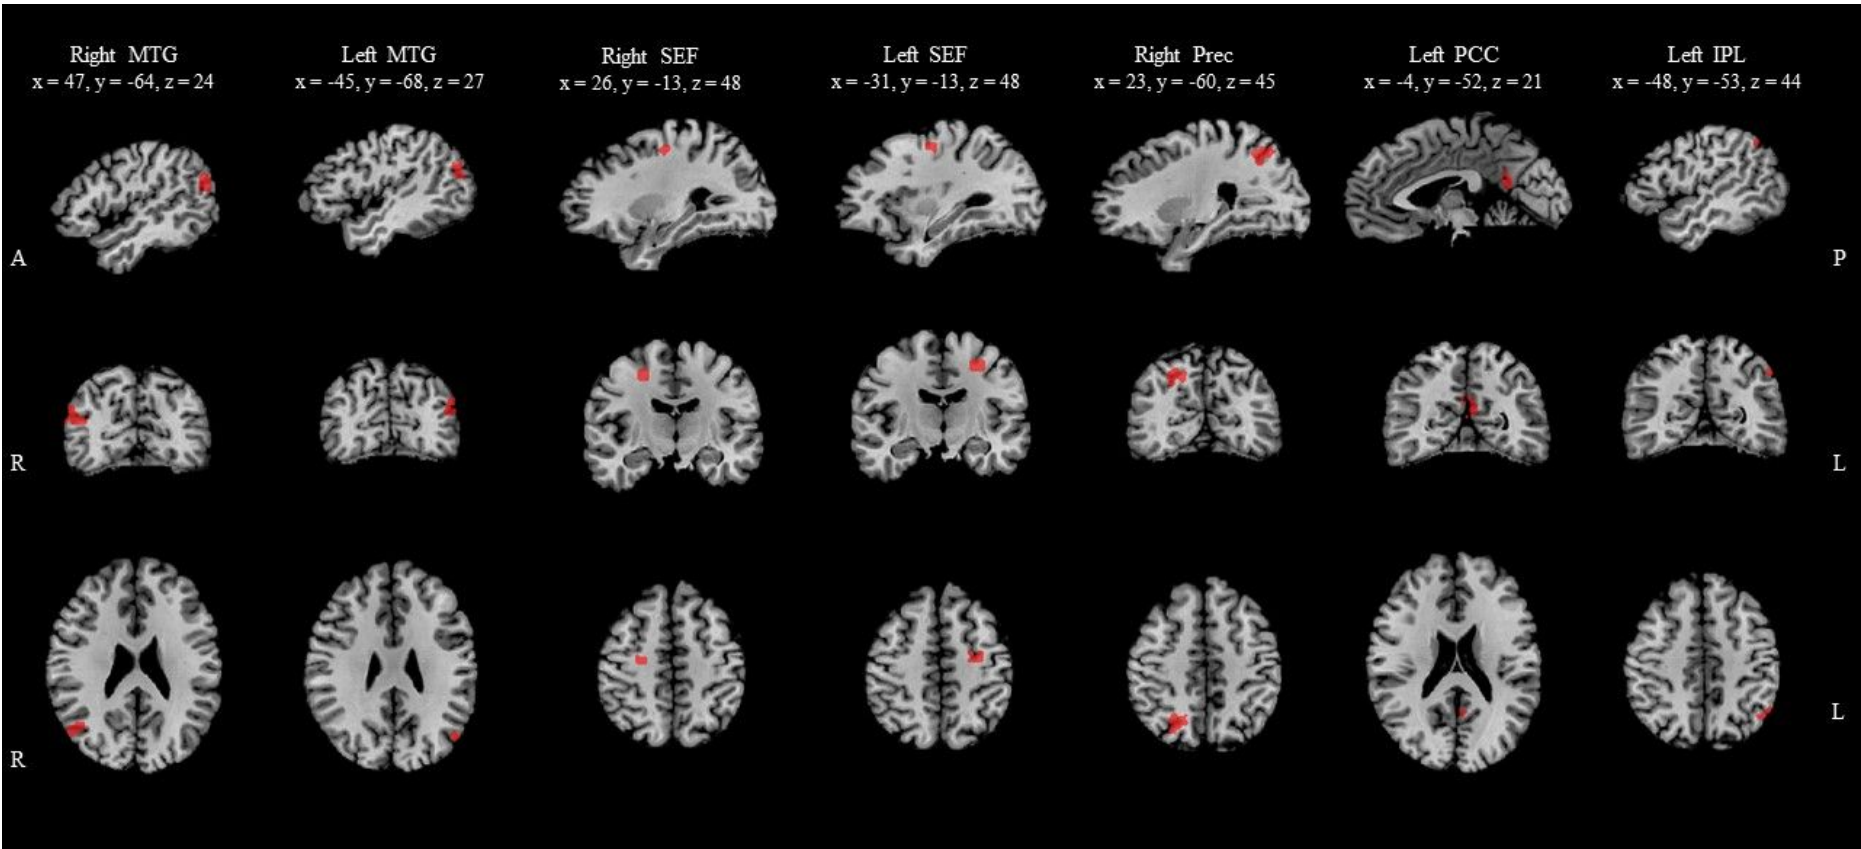 Right MTG
x = 47, y = -64, z = 24
Left MTG
x = -45, y = -68, z = 27
Right SEF
x = 26, y = -13, z = 48
Left SEF
x = -31, y = -13, z = 48
Right Prec
x = 23, y = -60, z = 45
Left PCC
x = -4, y = -52, z = 21
Left IPL
x = -48, y = -53, z = 44
A
P
R
L
R
L